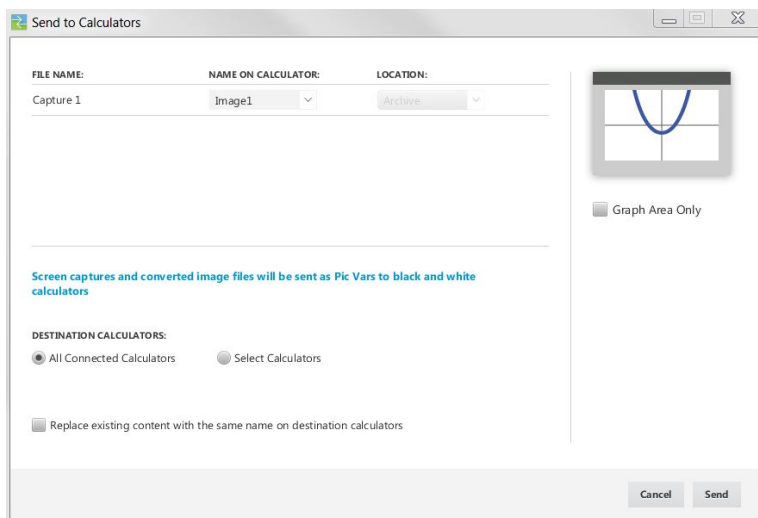 Send to Calculators
FILE NAME: NAME ON CALCULATOR: LOCATION:
Capture 1 Image1 Archive
Graph Area Only
Screen captures and converted image files will be sent as Pic Vars to black and white
calculators
DESTINATION CALCULATORS:
All Connected Calculators Select Calculators
Replace existing content with the same name on destination calculators
Cancel Send